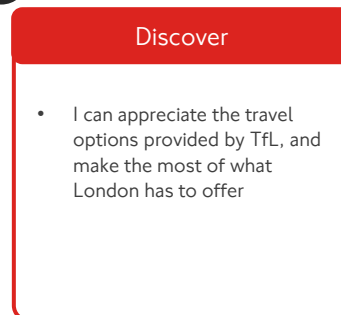 Discover
• I can appreciate the travel
options provided by TfL, and
make the most of what
London has to offer